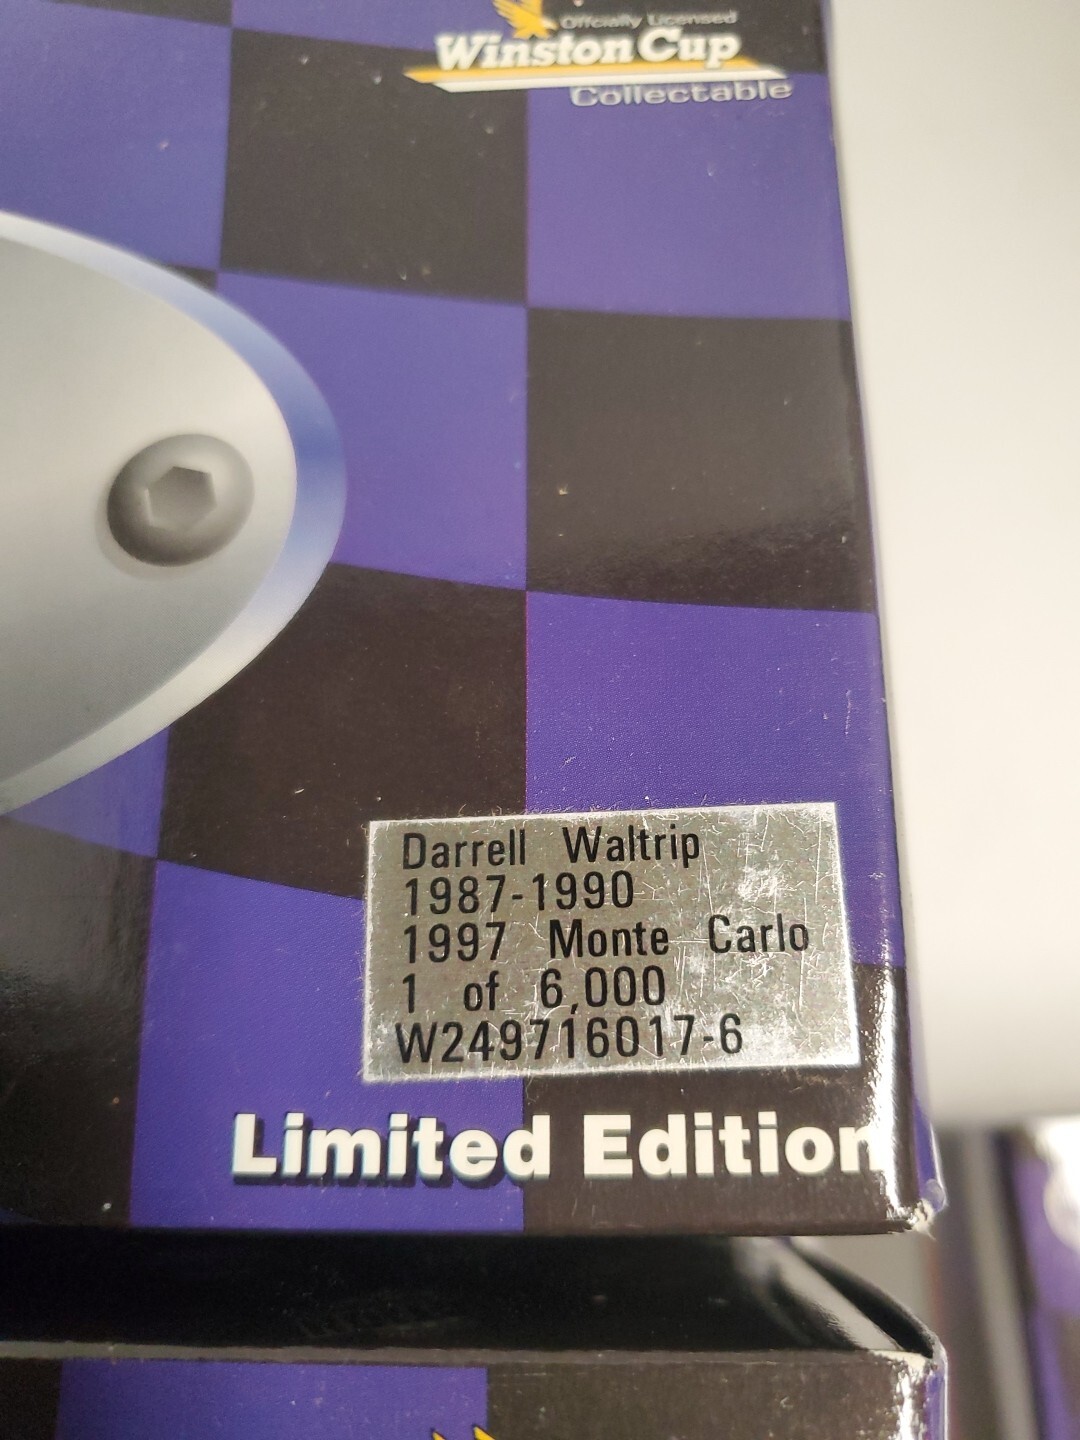 Offcially Licensed
Winston Cup
Collectable
Darrell Waltrip
1987-1990
1997 Monte Carlo
1 of 6,000
W249716017-6
Limited Edition